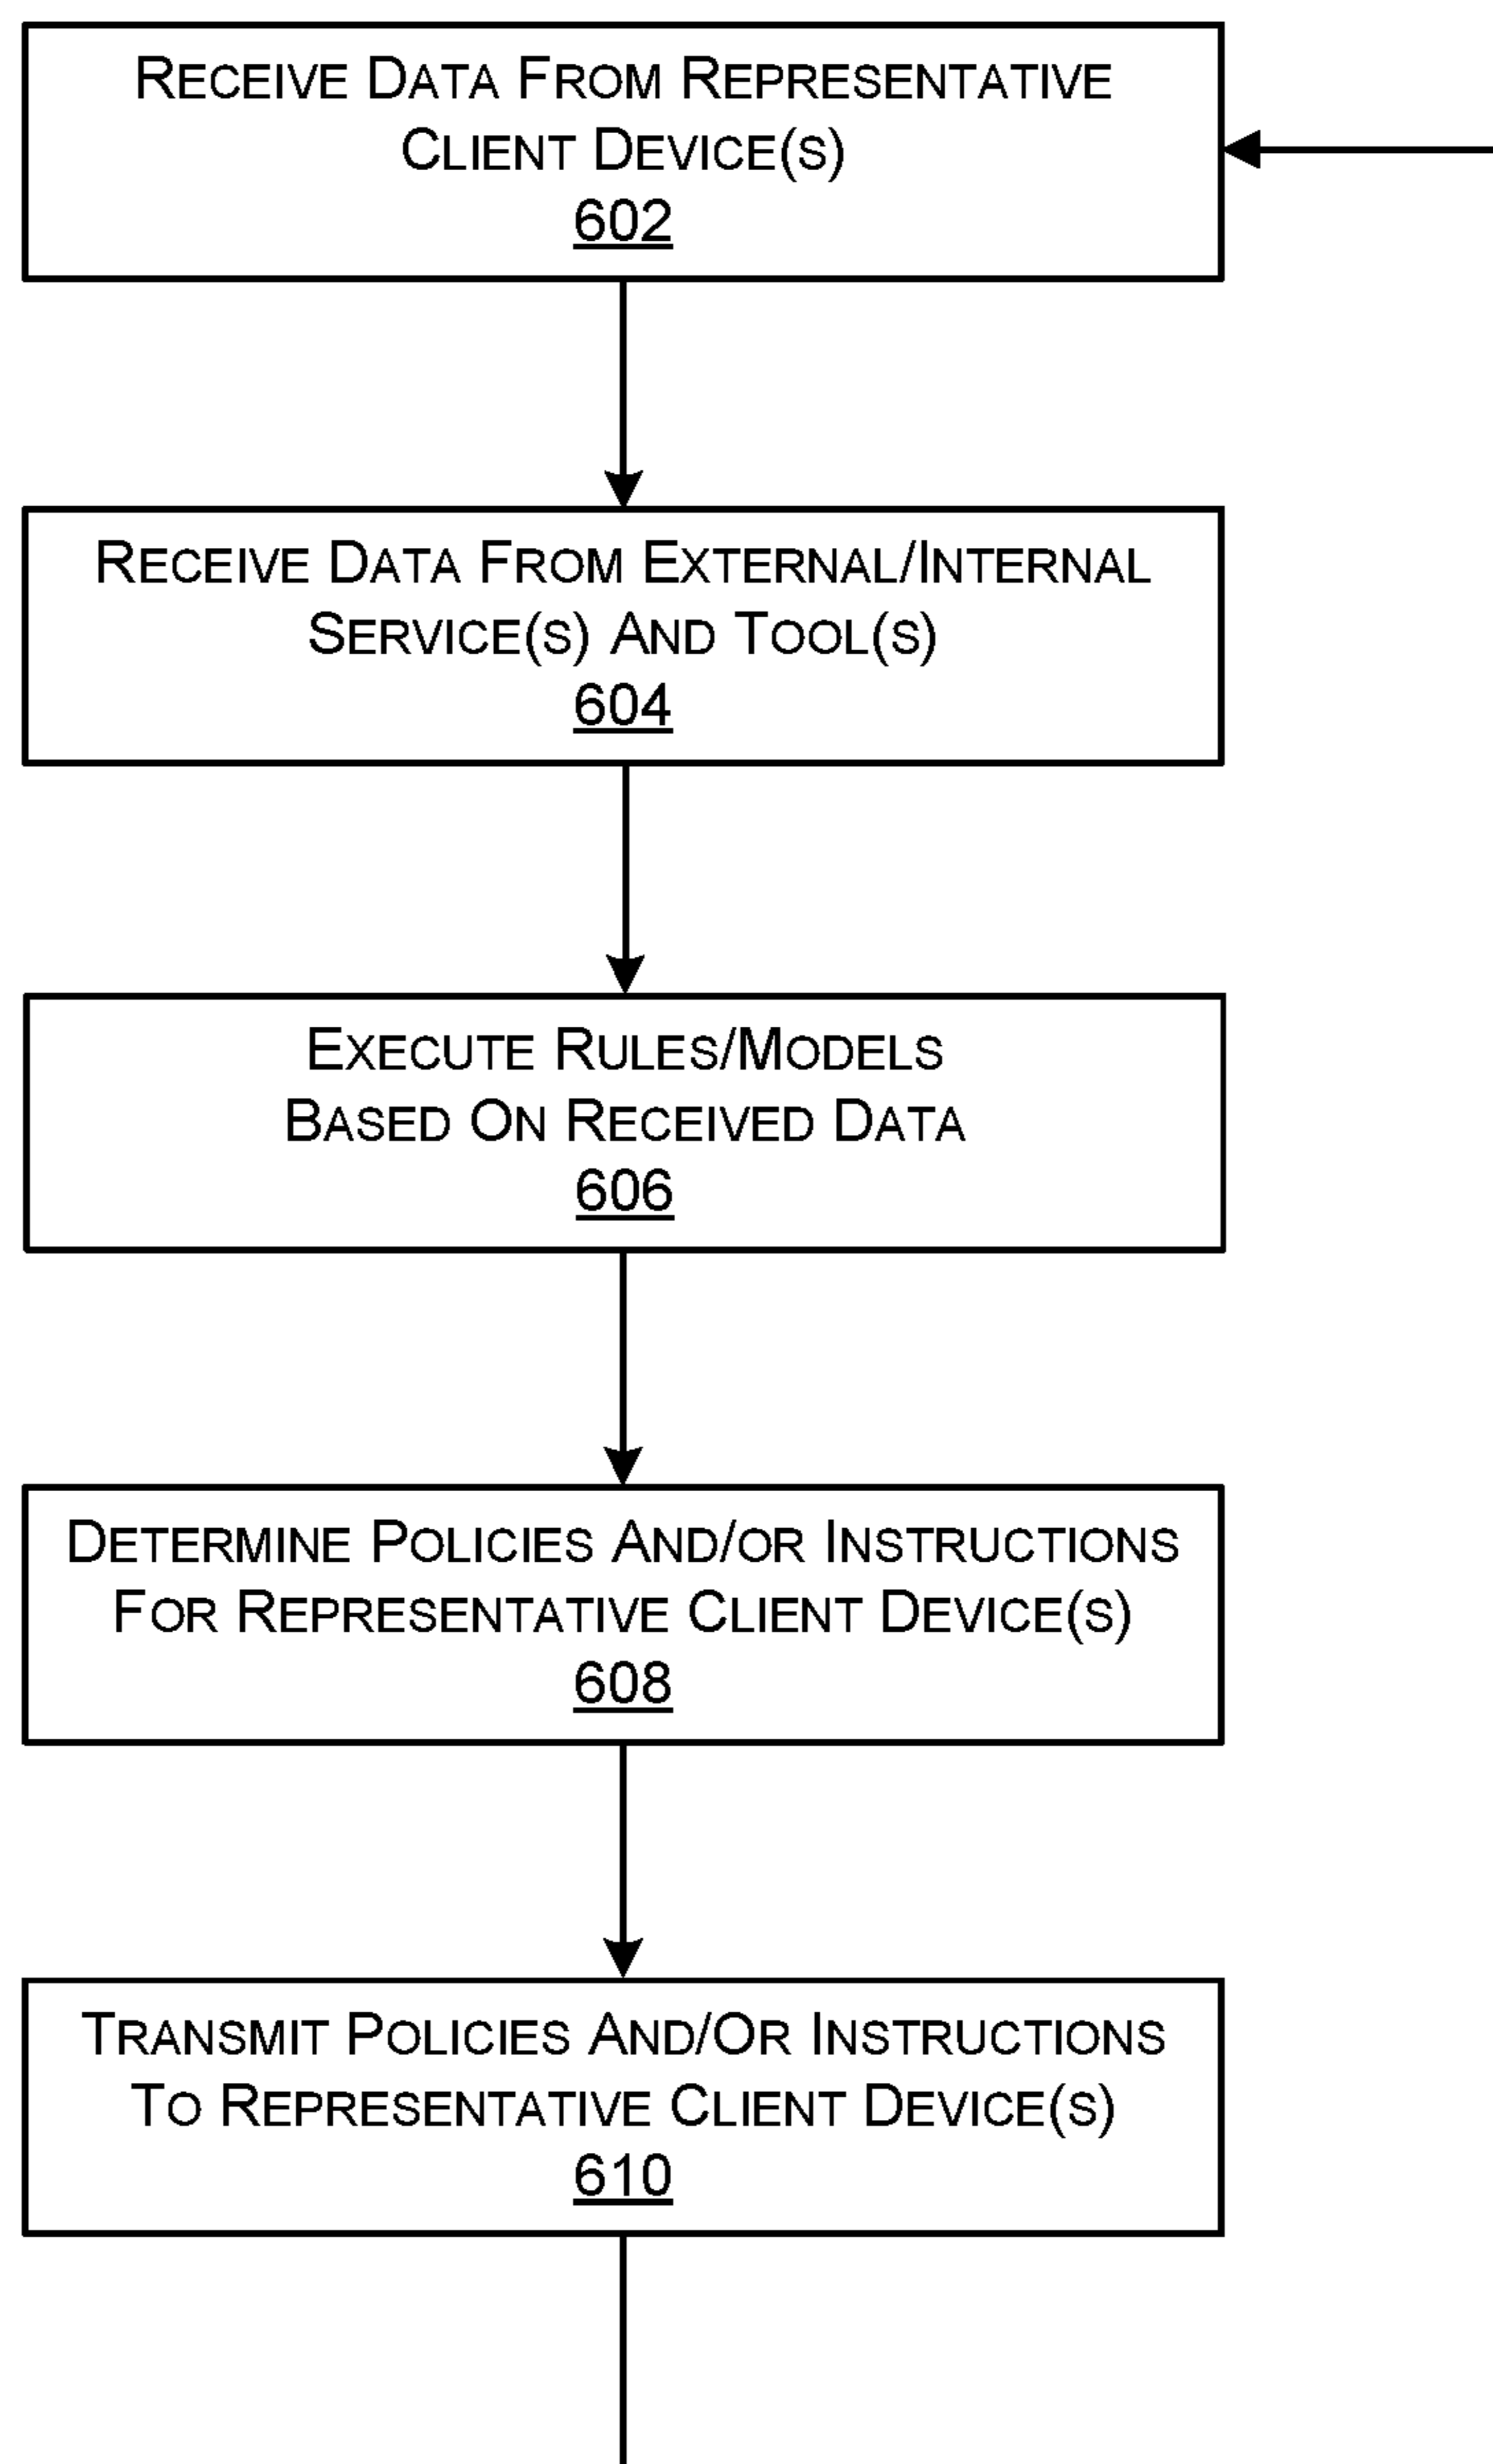 RECEIVE DATA FROM REPRESENTATIVE
CLIENT DEVICE(S)
602
RECEIVE DATA FROM EXTERNAL/INTERNAL
SERVICE(S) AND TOOL(S)
604
EXECUTE RULES/MODELS
BASED ON RECEIVED DATA
606
DETERMINE POLICIES AND/OR INSTRUCTIONS
FOR REPRESENTATIVE CLIENT DEVICE(S)
608
TRANSMIT POLICIES AND/OR INSTRUCTIONS
TO REPRESENTATIVE CLIENT DEVICE(S)
610